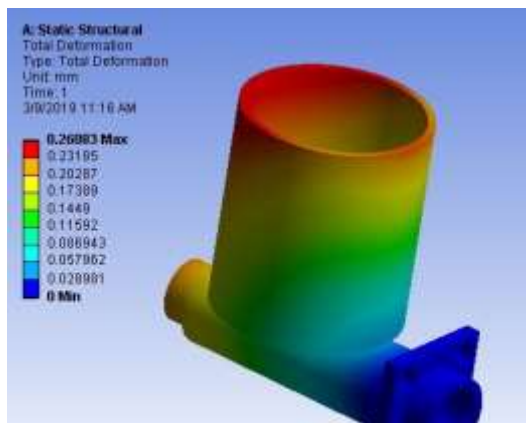 A: Static Structural
Total Deformation
Type: Total Deformation
Unit: mm
Time: 1
3/9/2019 11:16 AM
0.26083 Max
0.23185
0.20287
0.17389
0.1449
0.11592
0.086943
0.057962
0.028981
0 Min